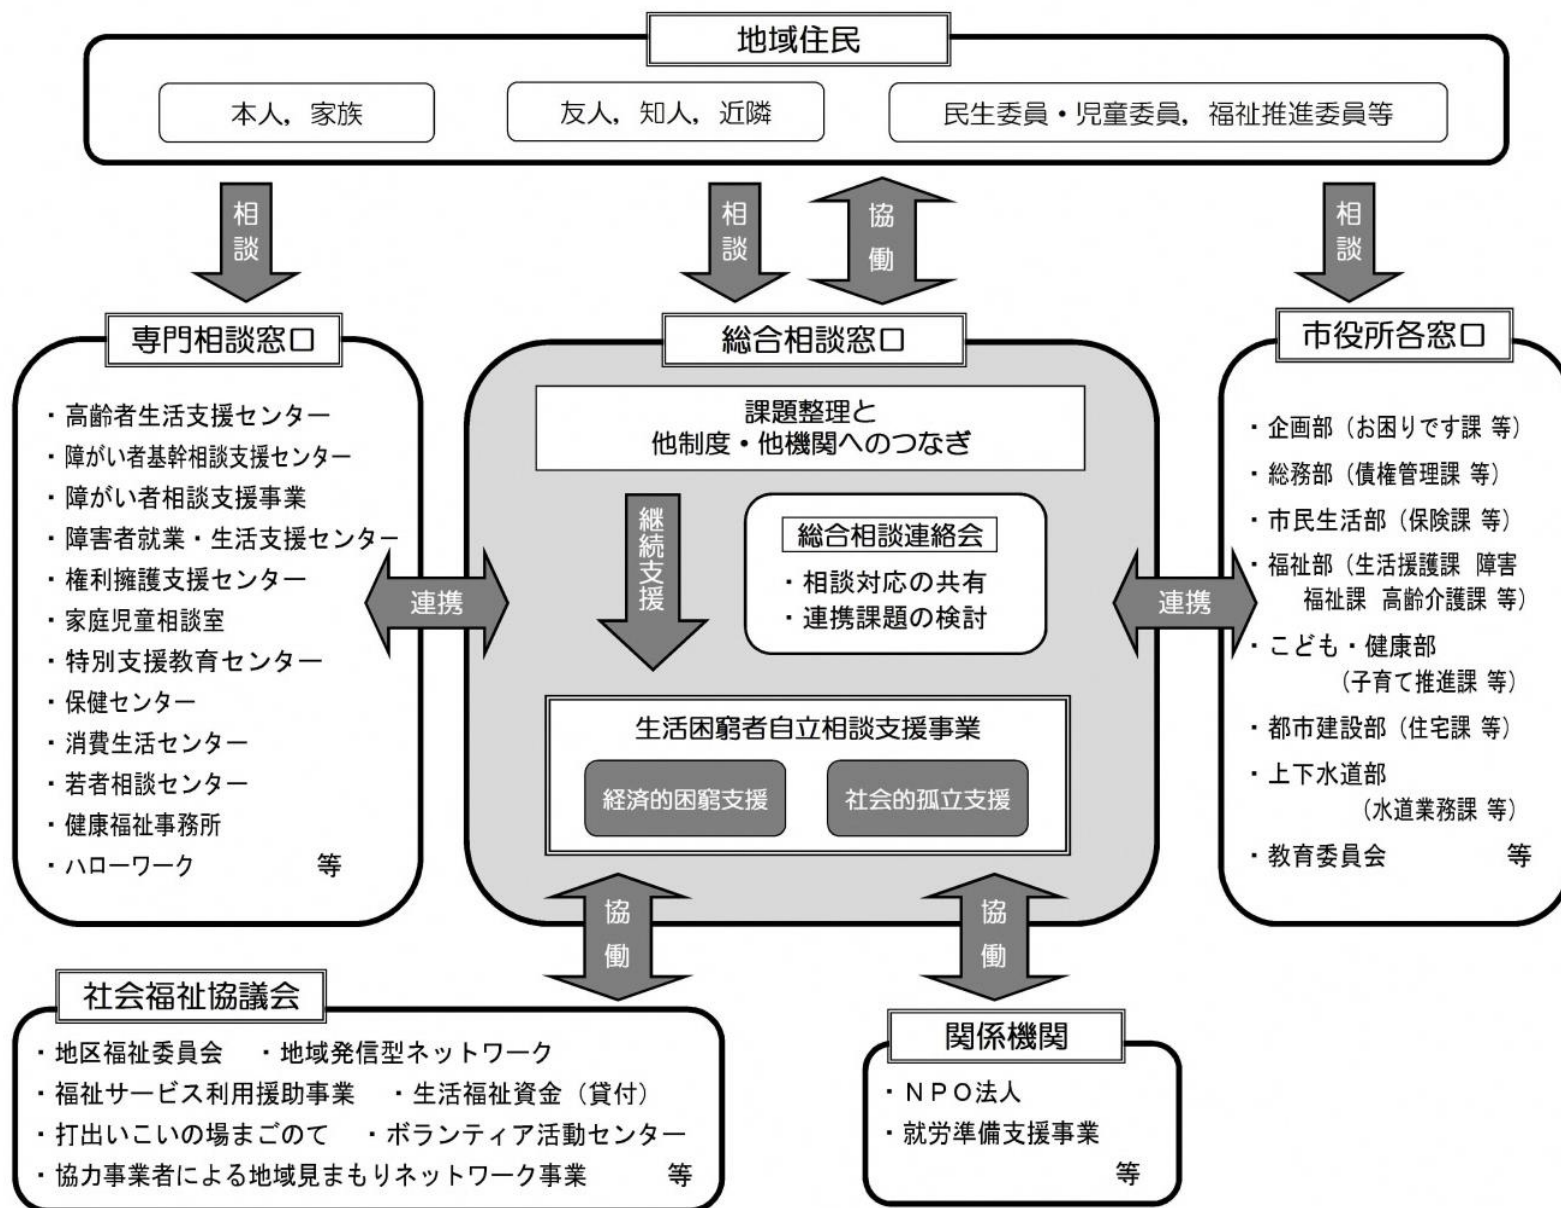 地域住民
本人，家族
友人，知人，近隣
民生委員・児童委員，福祉推進委員等
相談
相談
協働
相談
専門相談窓口
・高齢者生活支援センター
・障がい者基幹相談支援センター
・障がい者相談支援事業
・障害者就業・生活支援センター
・権利擁護支援センター
・家庭児童相談室
・特別支援教育センター
・保健センター
・消費生活センター
・若者相談センター
・健康福祉事務所
・ハローワーク 等
連携
総合相談窓口
課題整理と
他制度・他機関へのつなぎ
継続支援
総合相談連絡会
・相談対応の共有
・連携課題の検討
生活困窮者自立相談支援事業
経済的困窮支援
社会的孤立支援
連携
市役所各窓口
・企画部（お困りです課 等）
・総務部（債権管理課 等）
・市民生活部（保険課 等）
・福祉部（生活援護課 障害
福祉課 高齢介護課 等）
・こども・健康部
（子育て推進課 等）
・都市建設部（住宅課 等）
・上下水道部
（水道業務課 等）
・教育委員会 等
協働
協働
社会福祉協議会
・地区福祉委員会 ・地域発信型ネットワーク
・福祉サービス利用援助事業 ・生活福祉資金（貸付）
・打出いこいの場まごのて ・ボランティア活動センター
・協力事業者による地域見まもりネットワーク事業 等
関係機関
・ＮＰＯ法人
・就労準備支援事業
等